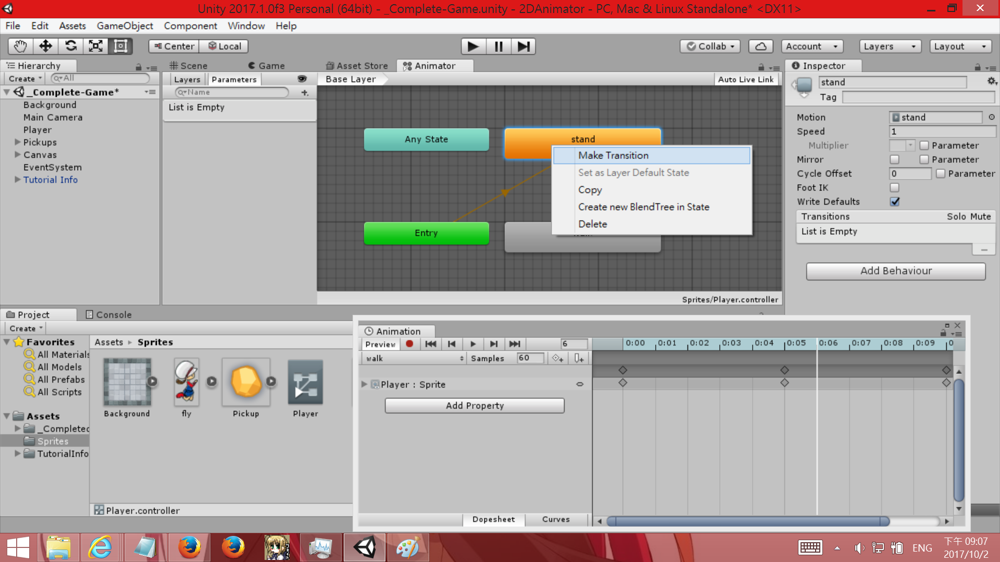 Unity 2017.1.0f3 Personal (64bit) - _Complete-Game.unity - 2DAnimator - PC, Mac & Linux Standalone* <DX11>
File Edit Assets GameObject Component Window Help
Center Local Collab Account Layers Layout
Hierarchy
Create All
_Complete-Game*
Background
Main Camera
Player
Pickups
Canvas
EventSystem
Tutorial Info
Scene Game Asset Store Animator
Layers Parameters
Name
List is Empty
Base Layer Auto Live Link
Any State
stand
Entry
Make Transition
Set as Layer Default State
Copy
Create new BlendTree in State
Delete
Sprites/Player.controller
Inspector
stand
Tag
Motion stand
Speed 1
Multiplier Parameter
Mirror Parameter
Cycle Offset 0 Parameter
Foot IK
Write Defaults
Transitions Solo Mute
List is Empty
Add Behaviour
Project Console
Create
Favorites
All Materials
All Models
All Prefabs
All Scripts
Assets
_Completed
Sprites
TutorialInfo
Assets Sprites
Background fly Pickup Player
Player.controller
Animation
Preview 6 0:00 0:01 0:02 0:03 0:04 0:05 0:06 0:07 0:08 0:09 0
walk Samples 60
Player : Sprite
Add Property
Dopesheet Curves
ENG
下午 09:07
2017/10/2